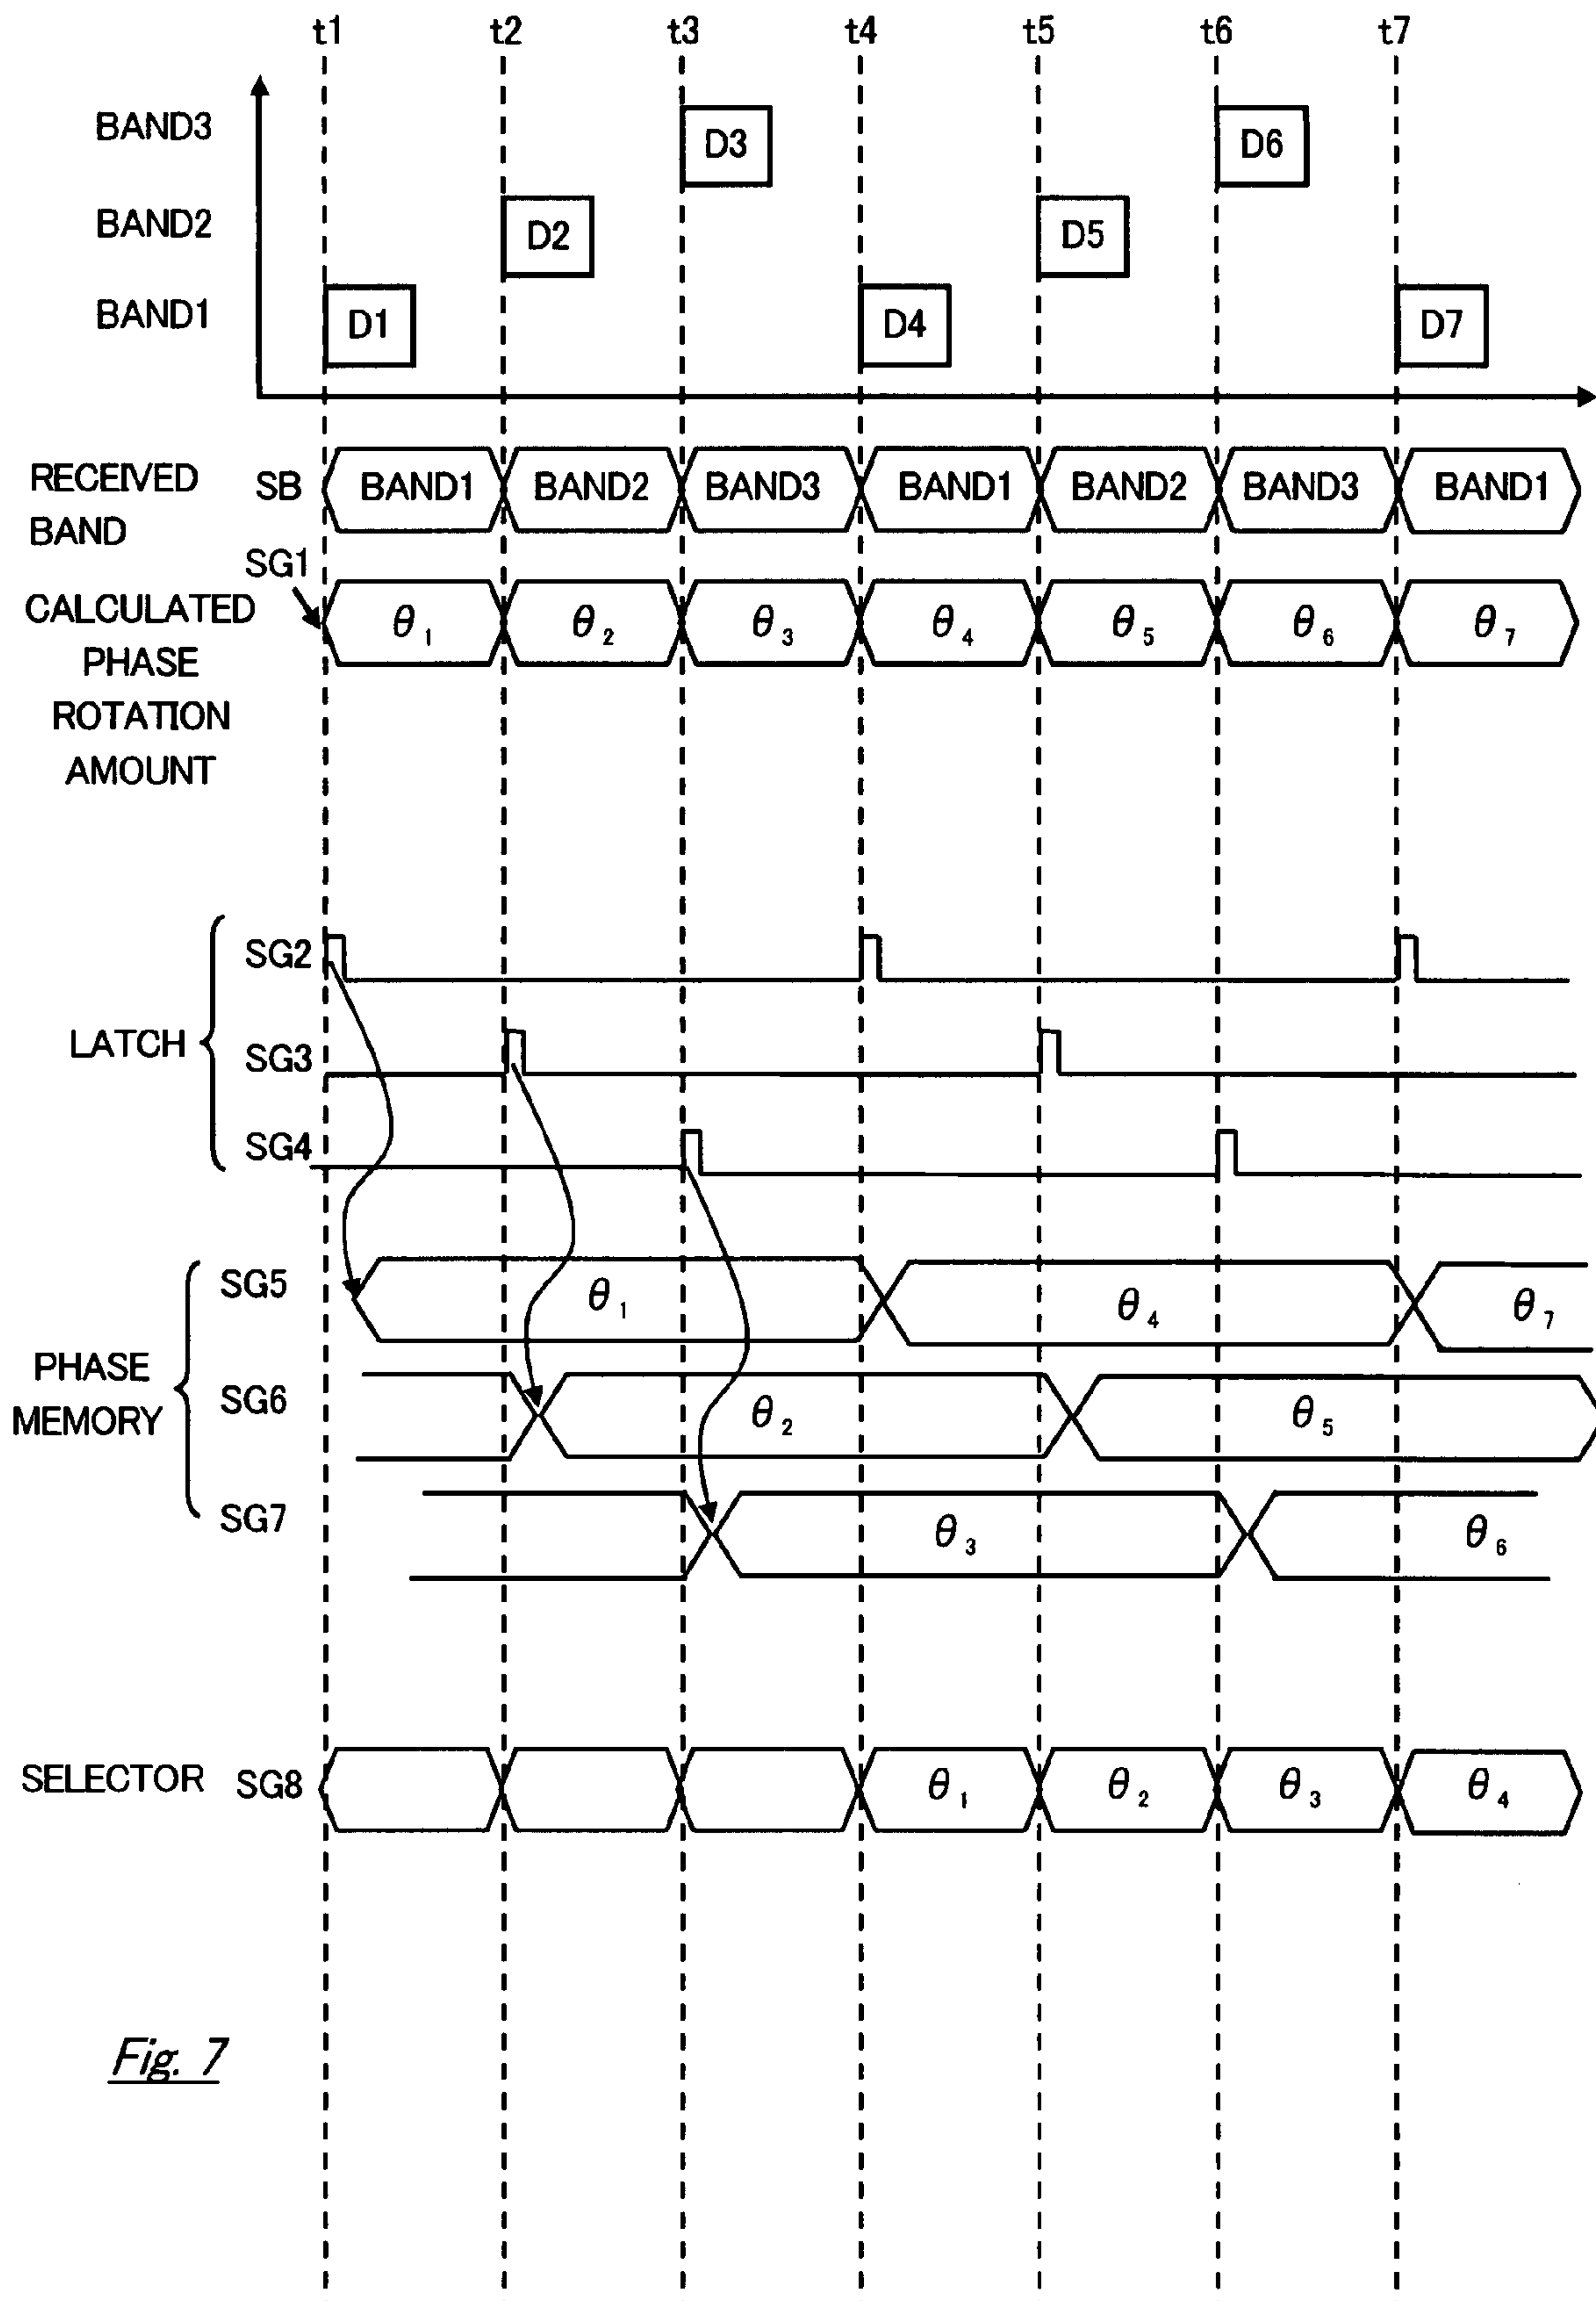 t1 t2 t3 t4 t5 t6 t7
BAND3 D3 D6
BAND2 D2 D5
BAND1 D1 D4 D7
RECEIVED BAND SB BAND1 BAND2 BAND3 BAND1 BAND2 BAND3 BAND1
SG1
CALCULATED PHASE ROTATION AMOUNT θ₁ θ₂ θ₃ θ₄ θ₅ θ₆ θ₇
LATCH
SG2
SG3
SG4
PHASE MEMORY
SG5 θ₁ θ₄ θ₇
SG6 θ₂ θ₅
SG7 θ₃ θ₆
SELECTOR SG8 θ₁ θ₂ θ₃ θ₄
Fig. 7